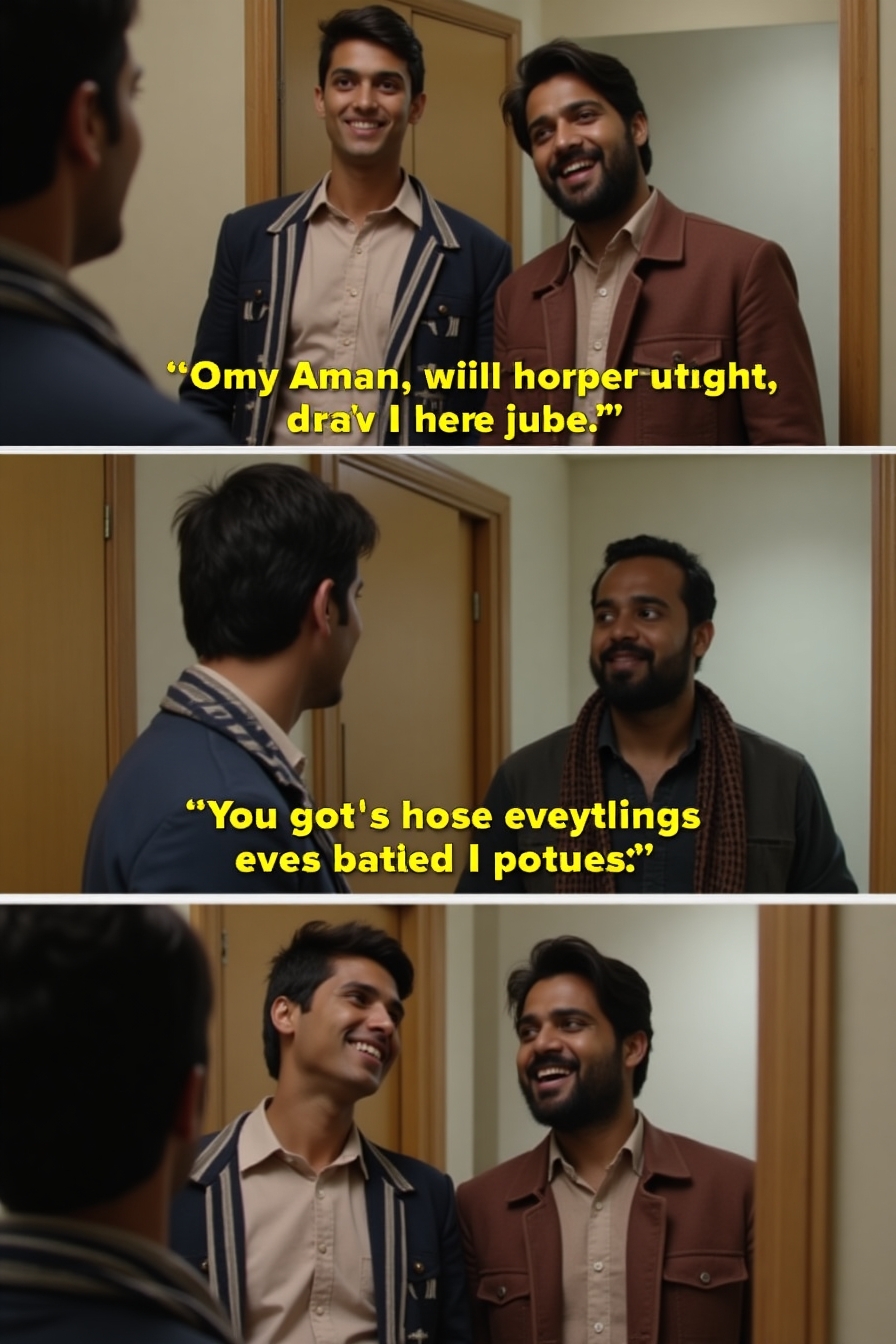 “Omy Aman, wiill horper utıght,
dra'v I here jube.’”
“You got's hose eveytlings
eves batied I potues:”